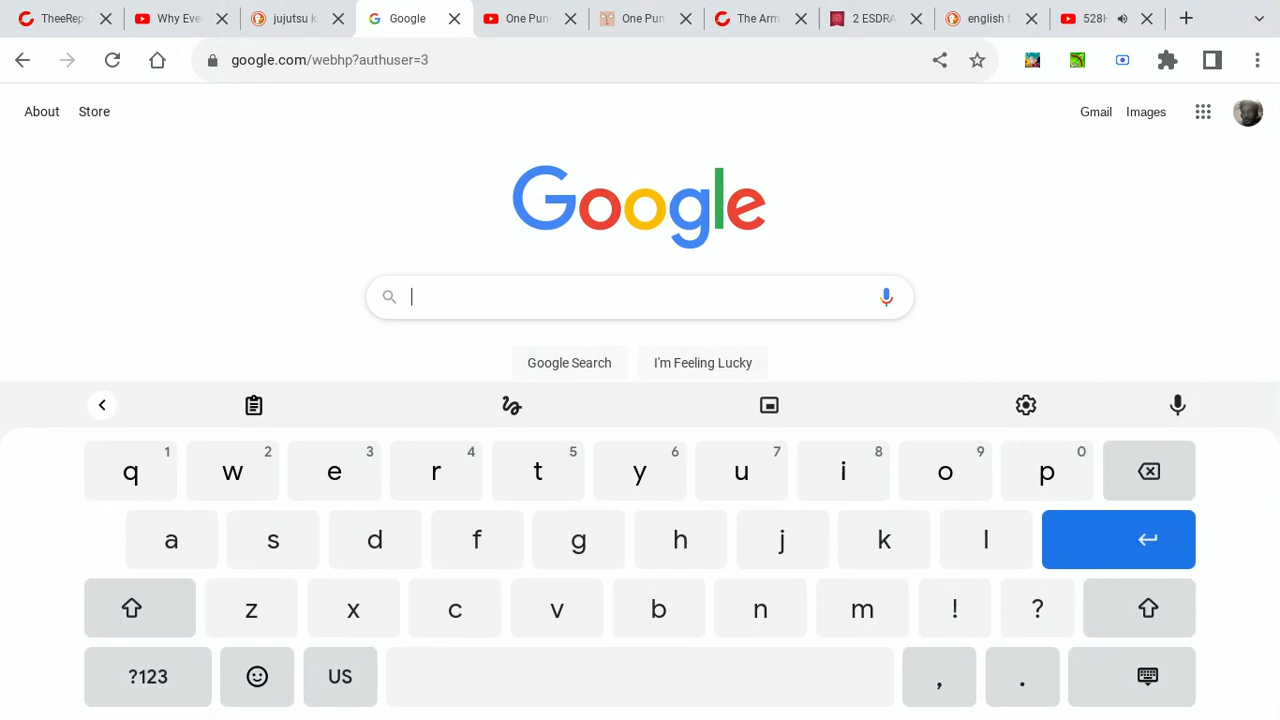 TheeRep Why Eve jujutsu k Google One Pun One Pun The Arm 2 ESDRA english t 528H
google.com/webhp?authuser=3
About Store Gmail Images
Google
Google Search I'm Feeling Lucky
q 1 w 2 e 3 r 4 t 5 y 6 u 7 i 8 o 9 p 0
a s d f g h j k l
z x c v b n m ! ?
?123 US , .